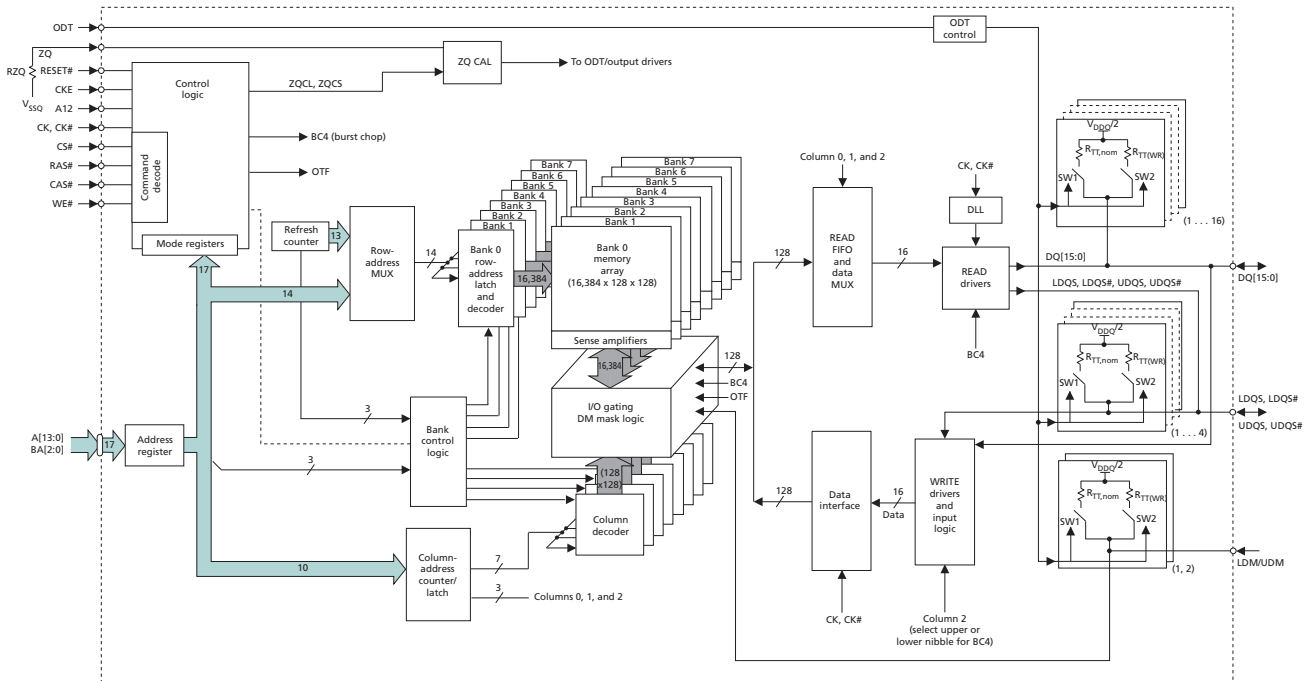 ODT
ODT
control
ZQ
RZQ
RESET#
Control
logic
ZQ CAL
To ODT/output drivers
CKE
ZQCL, ZQCS
VSSQ
A12
CK, CK#
BC4 (burst chop)
CS#
Command
decode
RAS#
OTF
CAS#
WE#
Mode registers
VDDQ/2
RTT,nom
RTT(WR)
SW1
SW2
(1 . . . 16)
Column 0, 1, and 2
CK, CK#
DLL
Bank 7
Bank 6
Bank 5
Bank 4
Bank 3
Bank 2
Bank 1
Bank 7
Bank 6
Bank 5
Bank 4
Bank 3
Bank 2
Bank 1
Refresh
counter
13
Row-
address
MUX
14
Bank 0
row-
address
latch
and
decoder
16,384
Bank 0
memory
array
(16,384 x 128 x 128)
Sense amplifiers
128
READ
FIFO
and
data
MUX
16
READ
drivers
BC4
DQ[15:0]
DQ[15:0]
LDQS, LDQS#, UDQS, UDQS#
17
14
16,384
128
BC4
OTF
I/O gating
DM mask logic
VDDQ/2
RTT,nom
RTT(WR)
SW1
SW2
(1 . . . 4)
LDQS, LDQS#
UDQS, UDQS#
3
Bank
control
logic
A[13:0]
BA[2:0]
17
Address
register
3
(128
x128)
Column
decoder
128
Data
interface
16
Data
WRITE
drivers
and
input
logic
VDDQ/2
RTT,nom
RTT(WR)
SW1
SW2
(1, 2)
LDM/UDM
10
Column-
address
counter/
latch
7
3
Columns 0, 1, and 2
CK, CK#
Column 2
(select upper or
lower nibble for BC4)